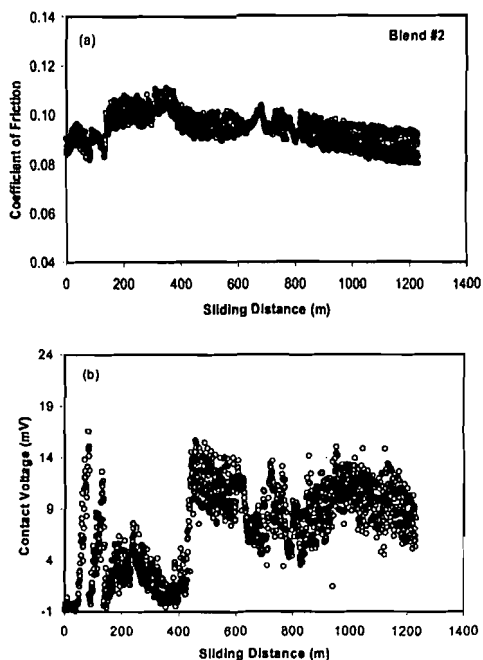 0.14
(a)
Blend #2
0.12
0.10
0.08
0.06
0.04
Coefficient of Friction
0 200 400 600 800 1000 1200 1400
Sliding Distance (m)
24
(b)
19
14
9
4
-1
Contact Voltage (mV)
0 200 400 600 800 1000 1200 1400
Sliding Distance (m)